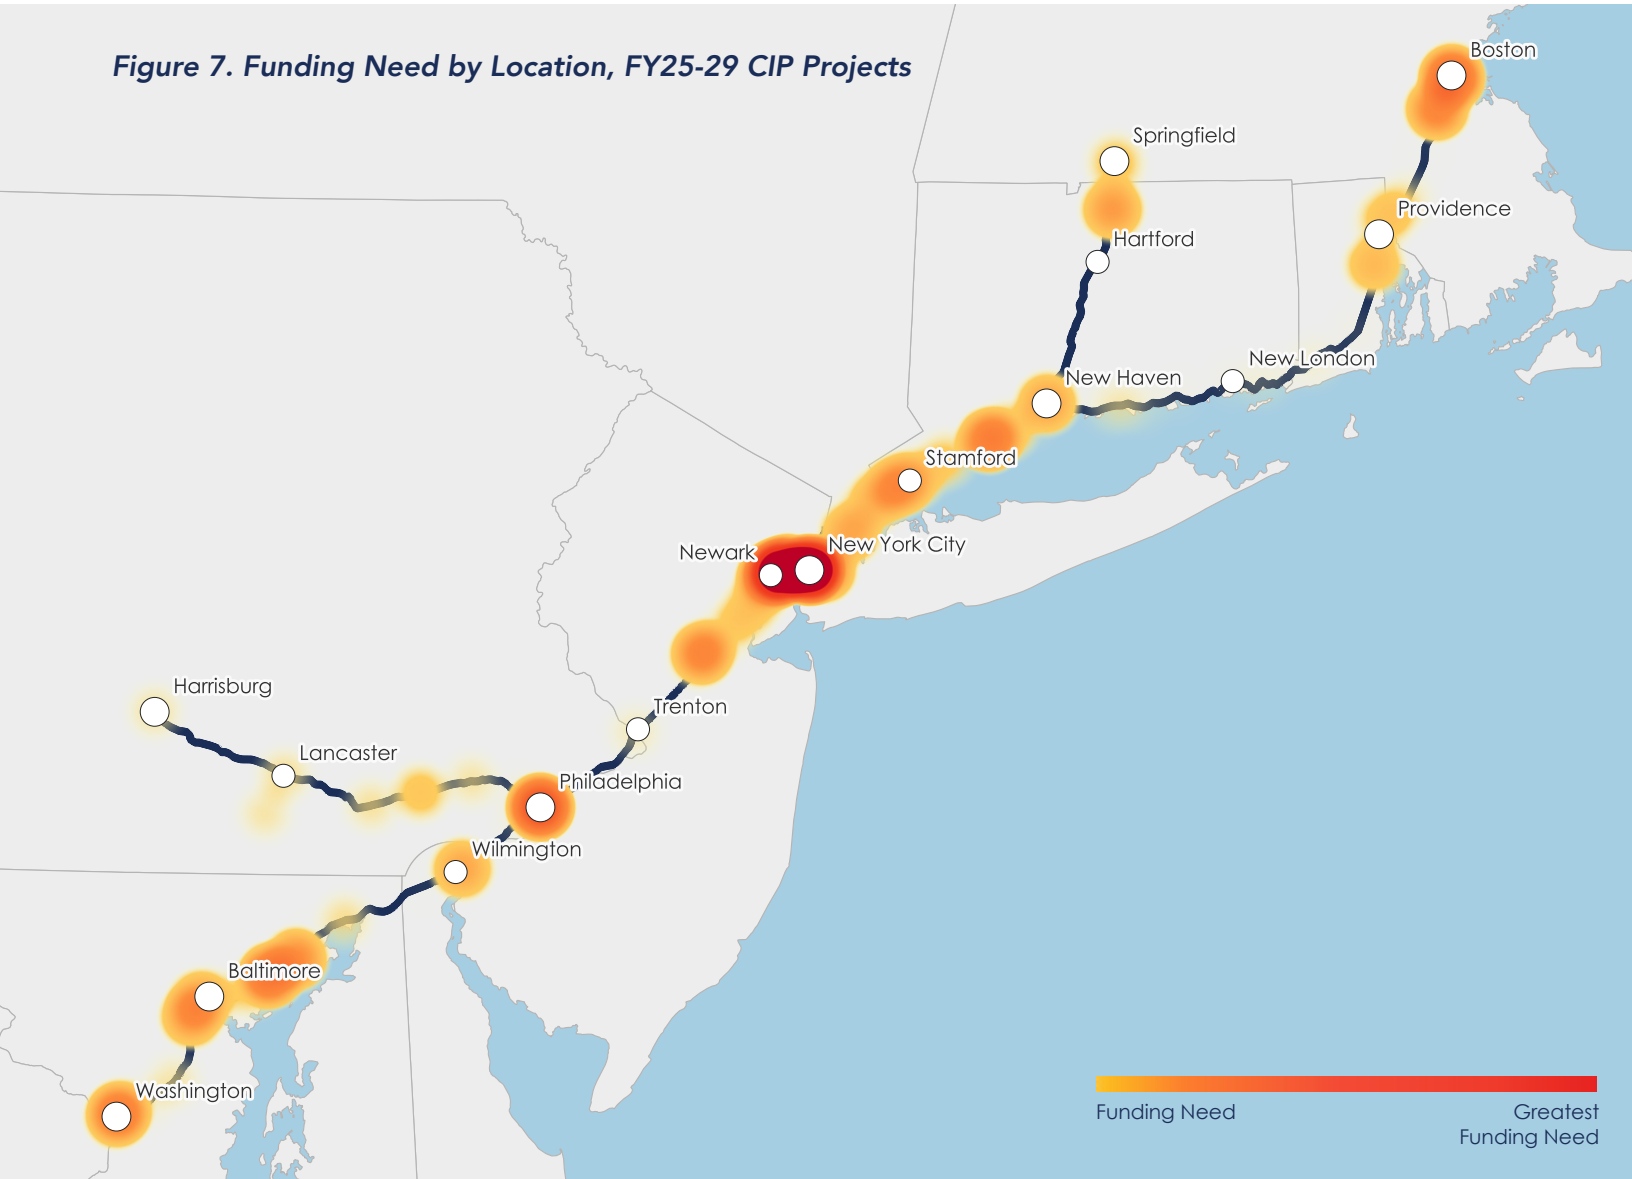 Figure 7. Funding Need by Location, FY25-29 CIP Projects
Boston
Springfield
Providence
Hartford
New London
New Haven
Stamford
New York City
Newark
Harrisburg
Trenton
Lancaster
Philadelphia
Wilmington
Baltimore
Washington
Funding Need
Greatest
Funding Need